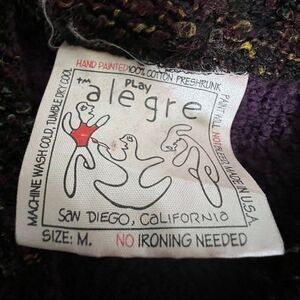 HAND PAINTED 100% COTTON PRESHRUNK
PAINT WILL NOT BLEED MADE IN U.S.A.
MACHINE WASH COLD, TUMBLE DRY COOL
TM PLAY
alegre
SAN DIEGO, CALIFORNIA
SIZE: M. NO IRONING NEEDED